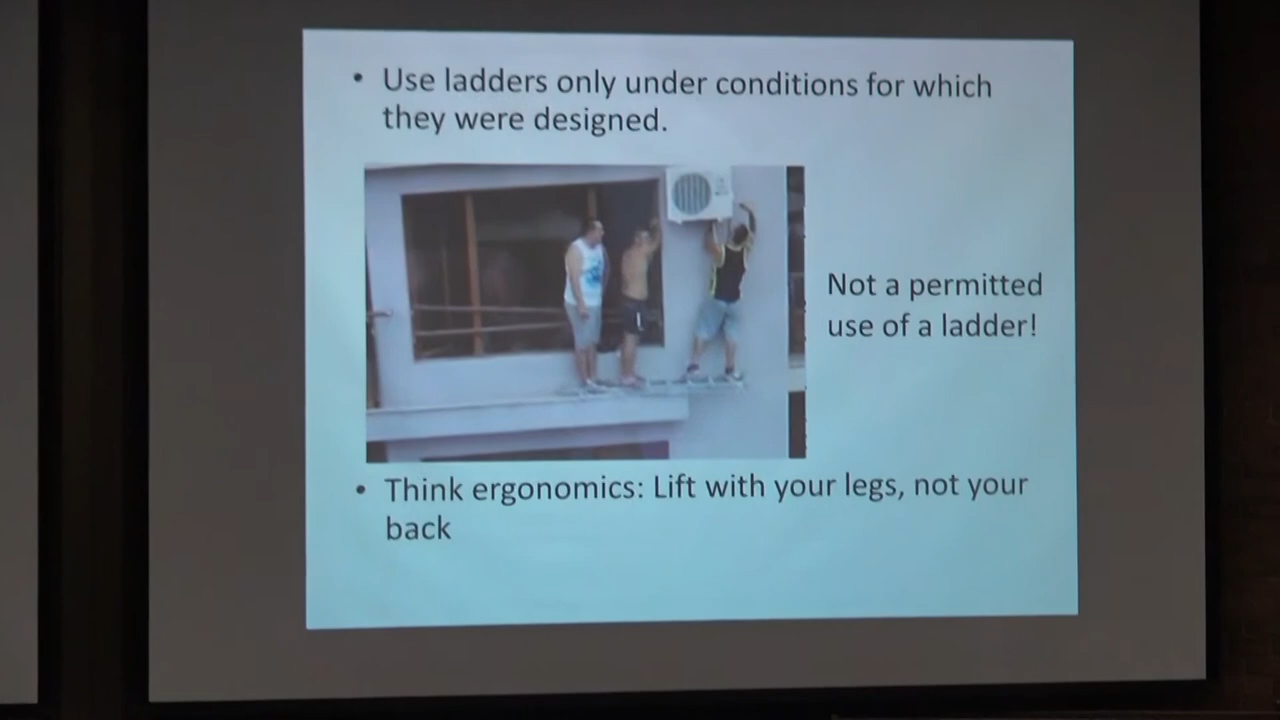 • Use ladders only under conditions for which
they were designed.
Not a permitted
use of a ladder!
• Think ergonomics: Lift with your legs, not your
back